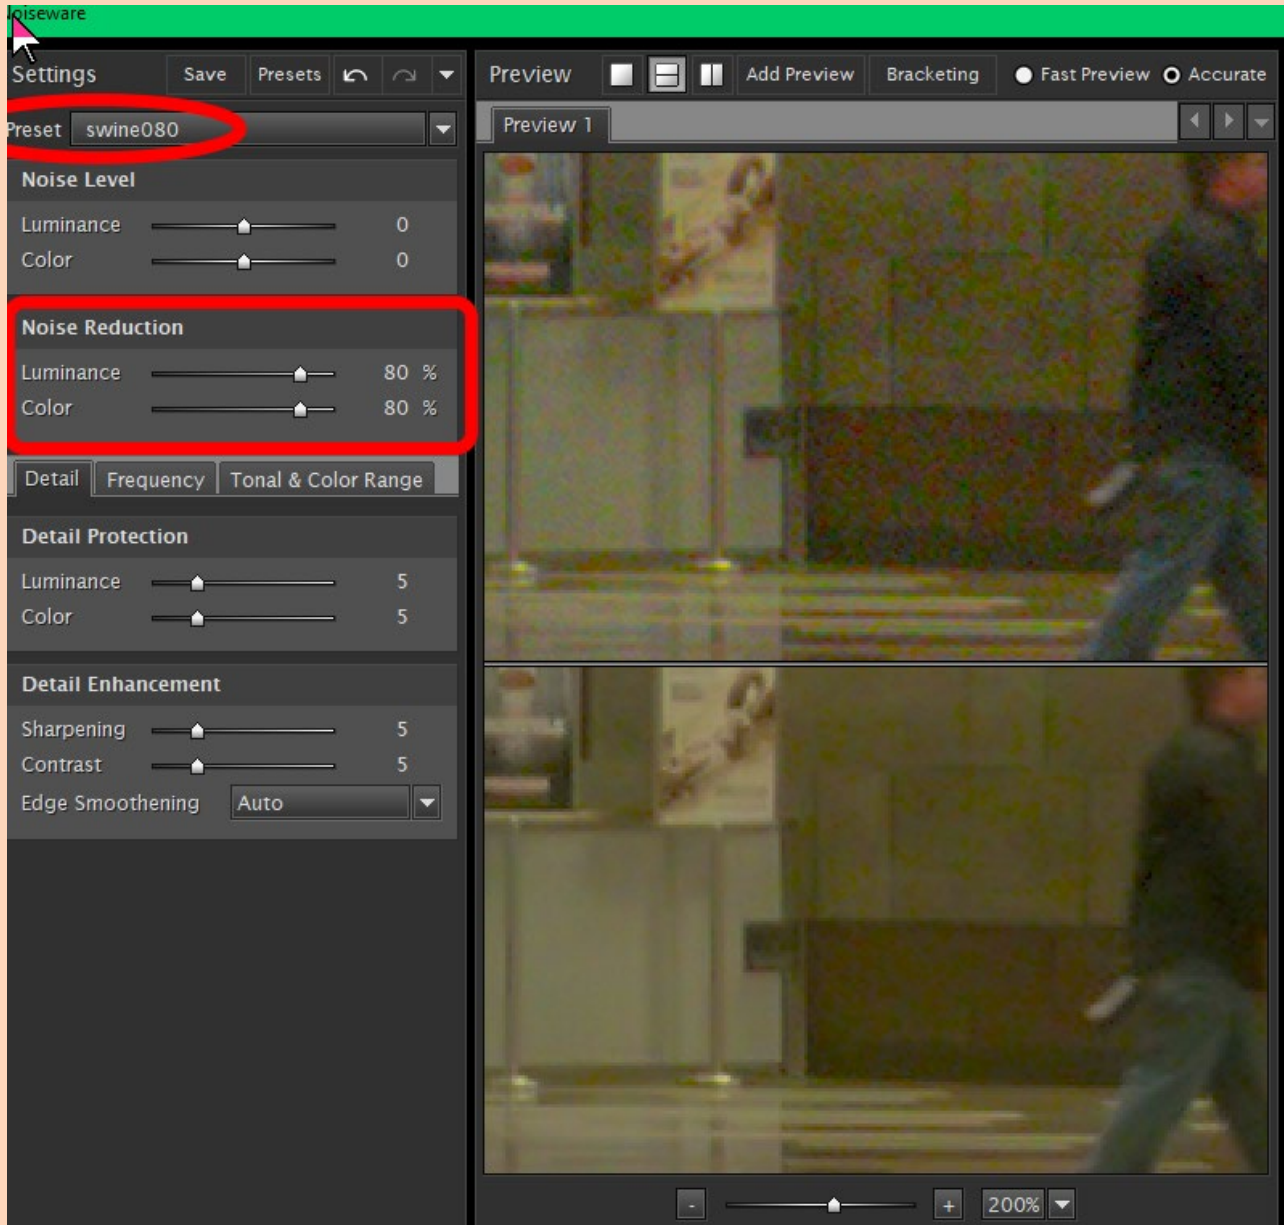 Noiseware
Settings Save Presets
Preset swine080
Noise Level
Luminance 0
Color 0
Noise Reduction
Luminance 80 %
Color 80 %
Detail Frequency Tonal & Color Range
Detail Protection
Luminance 5
Color 5
Detail Enhancement
Sharpening 5
Contrast 5
Edge Smoothening Auto
Preview Add Preview Bracketing Fast Preview Accurate
Preview 1
- + 200%